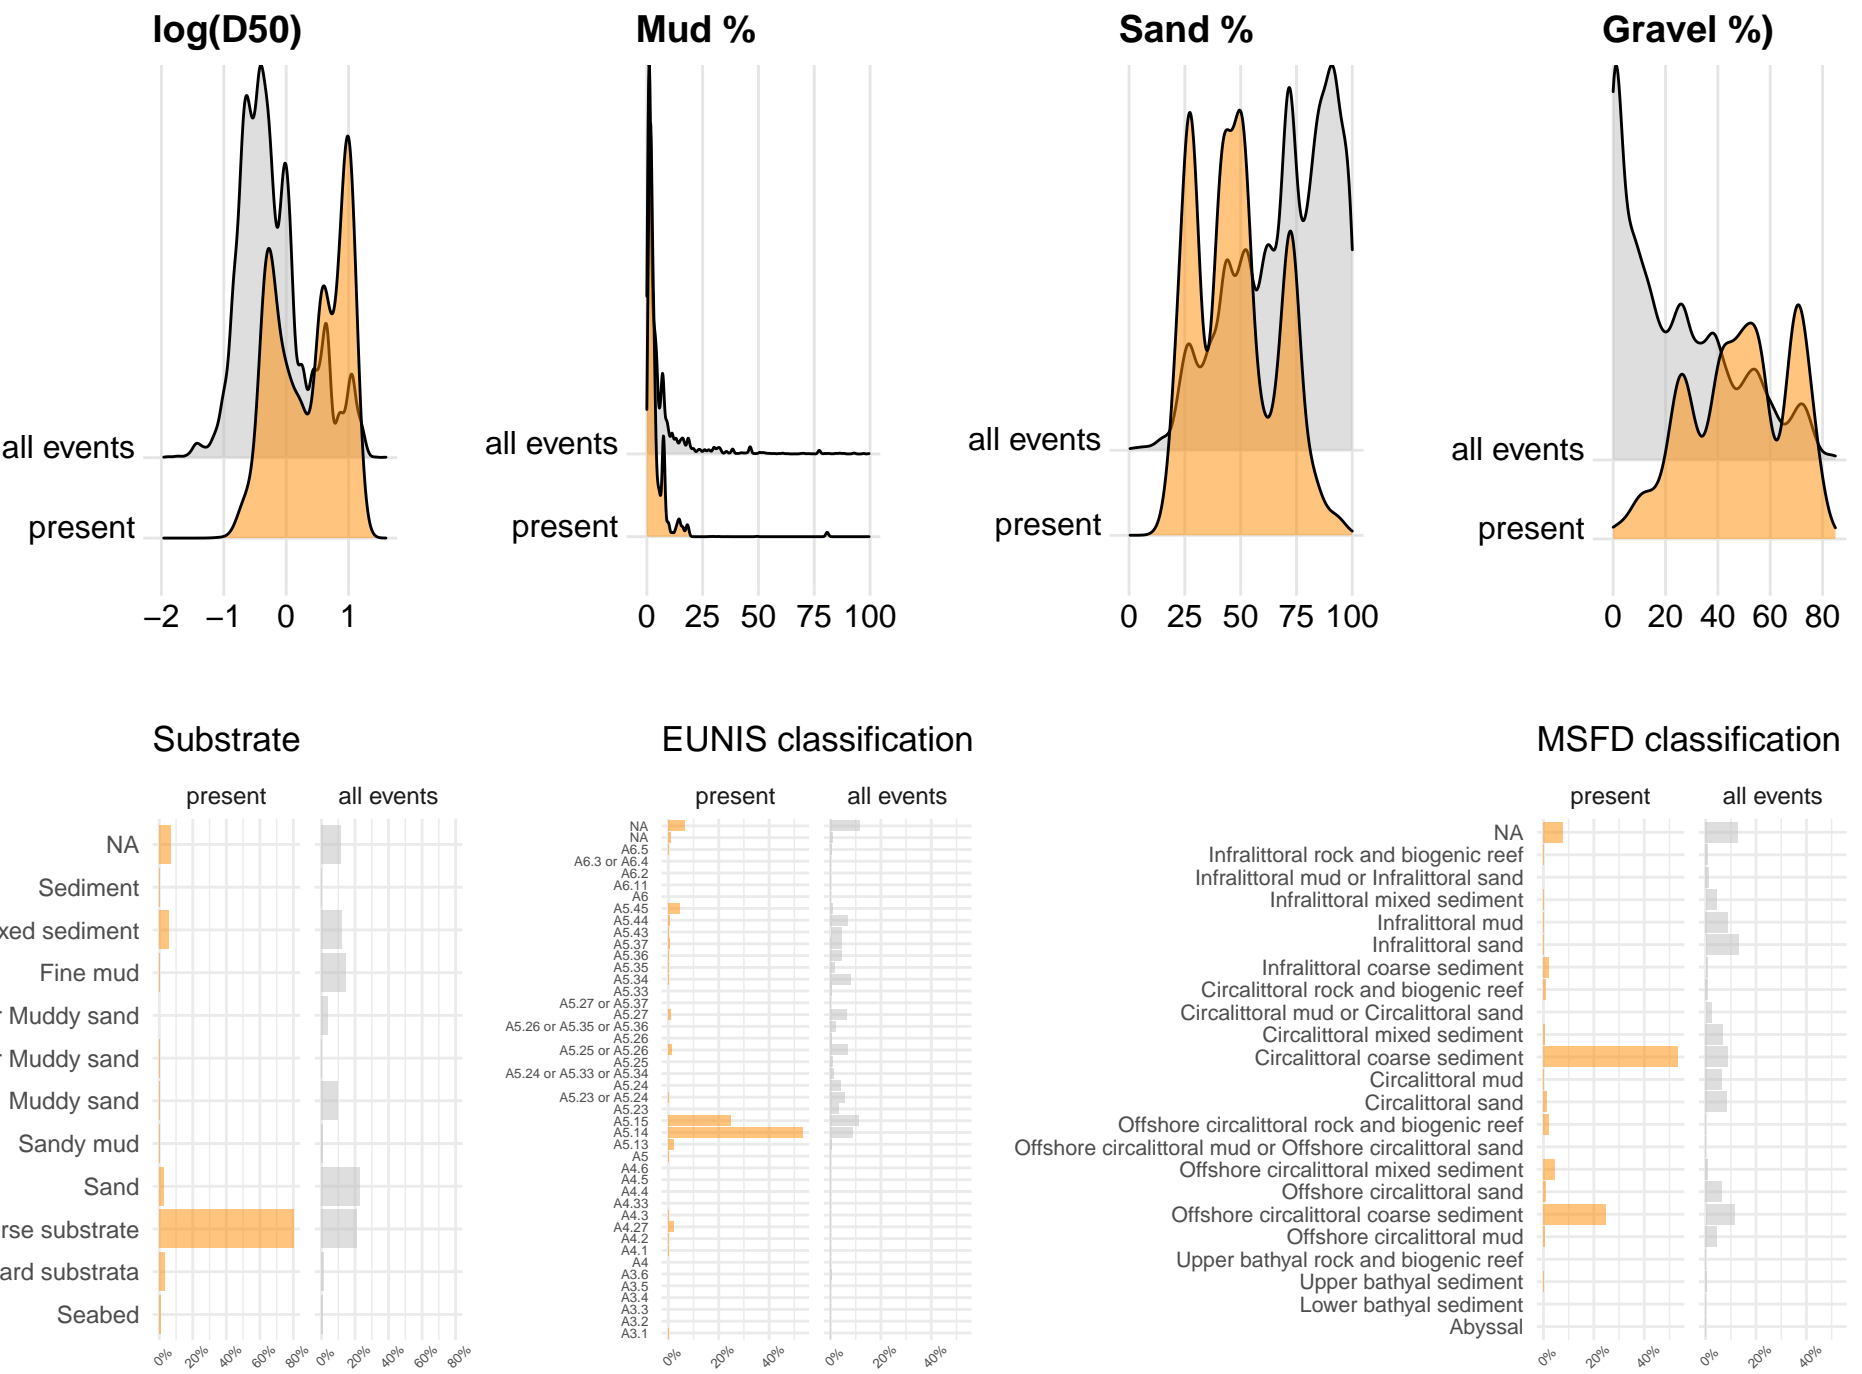 log(D50)
Mud %
Sand %
Gravel %)
all events
present
−2 −1 0 1
all events
present
0 25 50 75 100
all events
present
0 25 50 75 100
all events
present
0 20 40 60 80
Substrate
present all events
NA
Sediment
xed sediment
Fine mud
r Muddy sand
r Muddy sand
Muddy sand
Sandy mud
Sand
rse substrate
ard substrata
Seabed
0% 20% 40% 60% 80% 0% 20% 40% 60% 80%
EUNIS classification
present all events
NA
NA
A6.5
A6.3 or A6.4
A6.2
A6.11
A6
A5.45
A5.44
A5.43
A5.37
A5.36
A5.35
A5.34
A5.33
A5.27 or A5.37
A5.27
A5.26 or A5.35 or A5.36
A5.26
A5.25 or A5.26
A5.25
A5.24 or A5.33 or A5.34
A5.24
A5.23 or A5.24
A5.23
A5.15
A5.14
A5.13
A5
A4.6
A4.5
A4.4
A4.33
A4.3
A4.27
A4.2
A4.1
A4
A3.6
A3.5
A3.4
A3.3
A3.2
A3.1
0% 20% 40% 0% 20% 40%
MSFD classification
present all events
NA
Infralittoral rock and biogenic reef
Infralittoral mud or Infralittoral sand
Infralittoral mixed sediment
Infralittoral mud
Infralittoral sand
Infralittoral coarse sediment
Circalittoral rock and biogenic reef
Circalittoral mud or Circalittoral sand
Circalittoral mixed sediment
Circalittoral coarse sediment
Circalittoral mud
Circalittoral sand
Offshore circalittoral rock and biogenic reef
Offshore circalittoral mud or Offshore circalittoral sand
Offshore circalittoral mixed sediment
Offshore circalittoral sand
Offshore circalittoral coarse sediment
Offshore circalittoral mud
Upper bathyal rock and biogenic reef
Upper bathyal sediment
Lower bathyal sediment
Abyssal
0% 20% 40% 0% 20% 40%